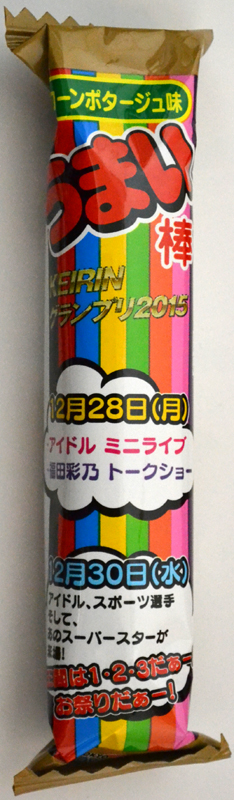 ーンポタージュ味
うまい
棒
KEIRIN
グランプリ2015
12月28日(月)
アイドル ミニライブ
福田彩乃 トークショー
12月30日(水)
アイドル、スポーツ選手
そして、
あのスーパースターが
来場!
は1・2・3だぁー
お祭りだぁー!